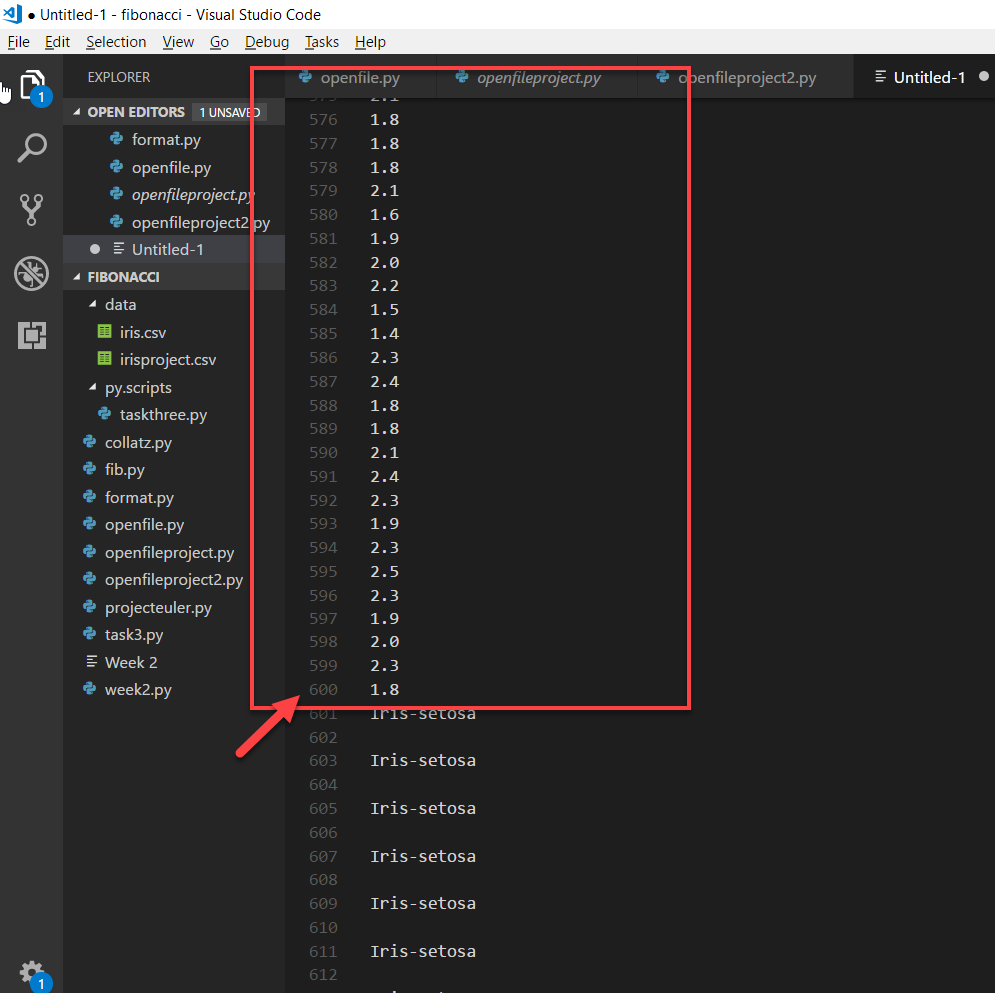 ● Untitled-1 - fibonacci - Visual Studio Code
File Edit Selection View Go Debug Tasks Help
1
EXPLORER
OPEN EDITORS 1 UNSAVED
format.py
openfile.py
openfileproject.py
openfileproject2.py
Untitled-1
FIBONACCI
data
iris.csv
irisproject.csv
py.scripts
taskthree.py
collatz.py
fib.py
format.py
openfile.py
openfileproject.py
openfileproject2.py
projecteuler.py
task3.py
Week 2
week2.py
1
openfile.py openfileproject.py openfileproject2.py Untitled-1
575 2.1
576 1.8
577 1.8
578 1.8
579 2.1
580 1.6
581 1.9
582 2.0
583 2.2
584 1.5
585 1.4
586 2.3
587 2.4
588 1.8
589 1.8
590 2.1
591 2.4
592 2.3
593 1.9
594 2.3
595 2.5
596 2.3
597 1.9
598 2.0
599 2.3
600 1.8
601 Iris-setosa
602
603 Iris-setosa
604
605 Iris-setosa
606
607 Iris-setosa
608
609 Iris-setosa
610
611 Iris-setosa
612